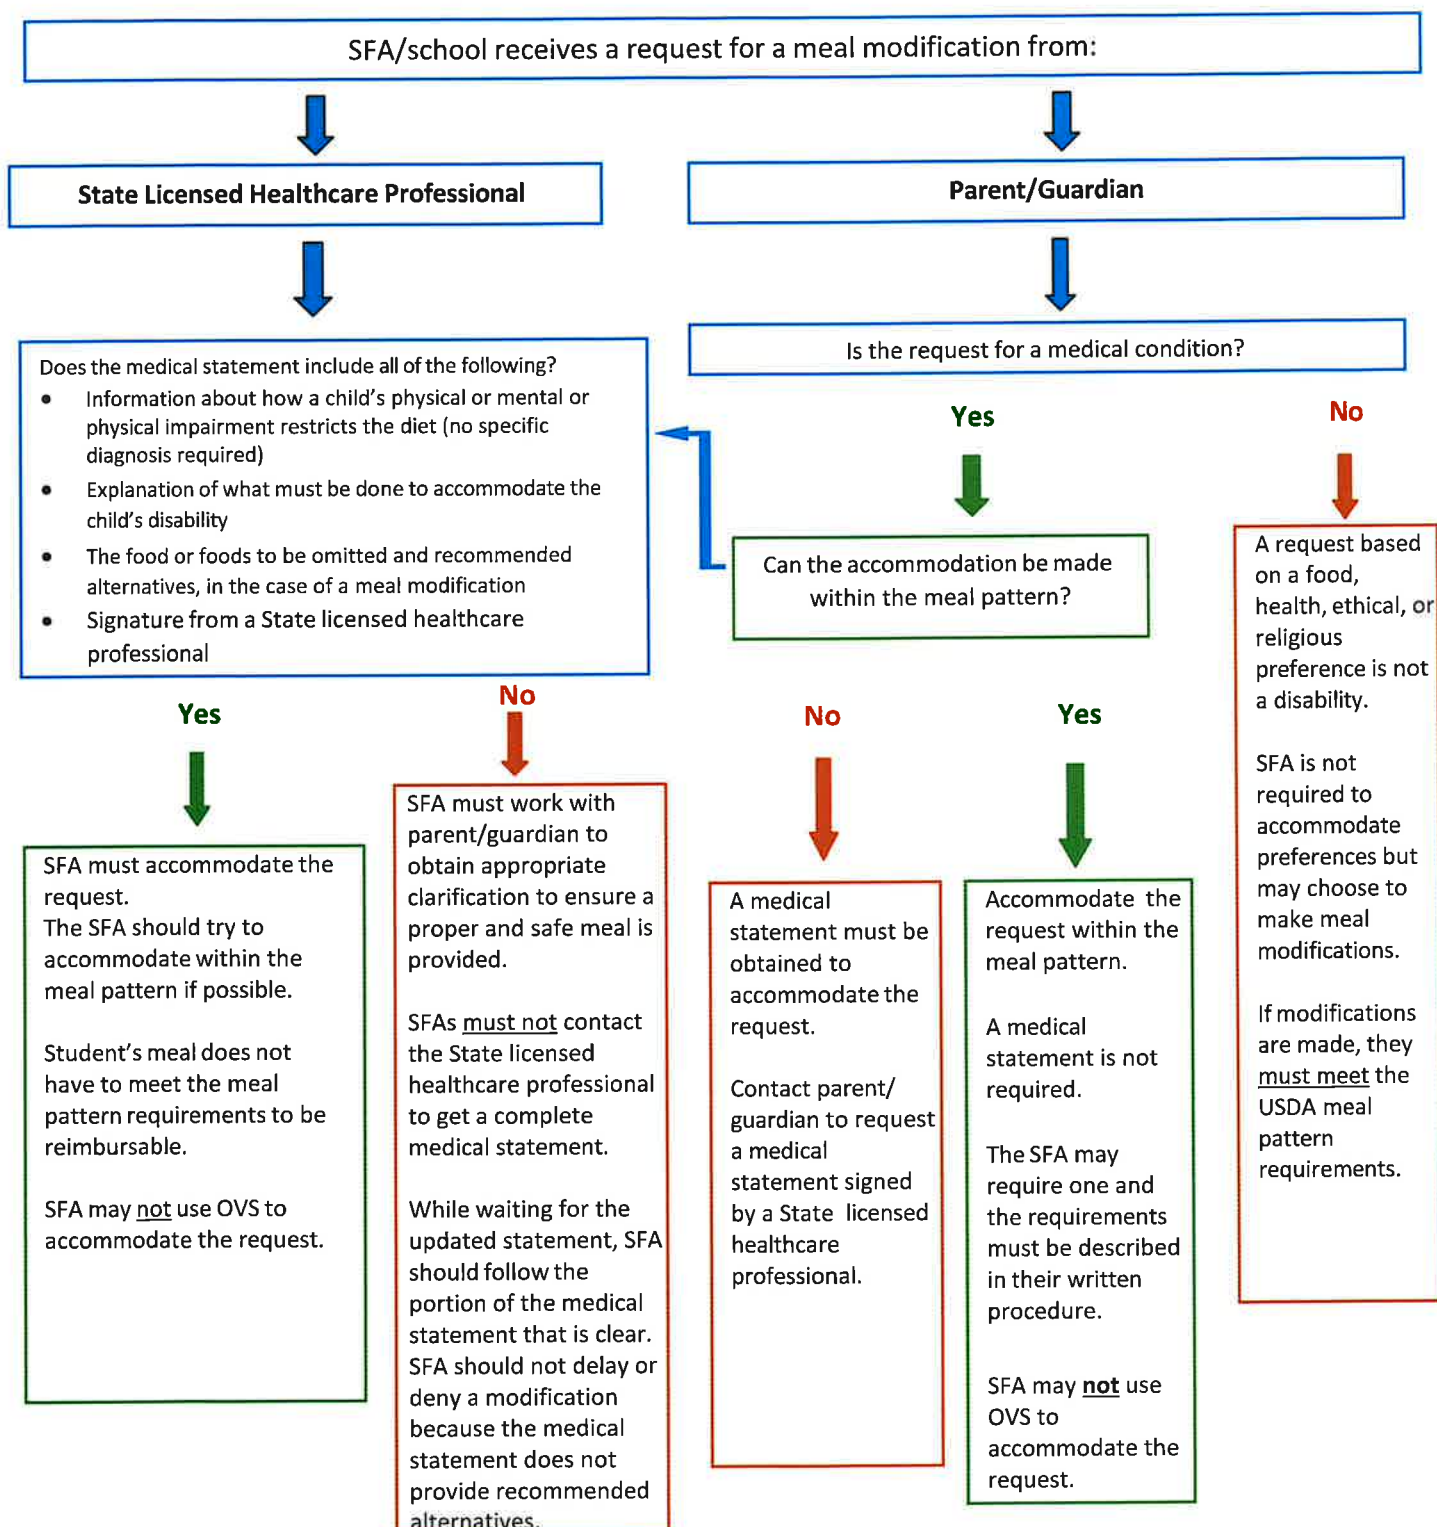 SFA/school receives a request for a meal modification from:
State Licensed Healthcare Professional
Parent/Guardian
Does the medical statement include all of the following?
• Information about how a child's physical or mental or
physical impairment restricts the diet (no specific
diagnosis required)
• Explanation of what must be done to accommodate the
child's disability
• The food or foods to be omitted and recommended
alternatives, in the case of a meal modification
• Signature from a State licensed healthcare
professional
Is the request for a medical condition?
Yes
No
Can the accommodation be made
within the meal pattern?
A request based
on a food,
health, ethical, or
religious
preference is not
a disability.
SFA is not
required to
accommodate
preferences but
may choose to
make meal
modifications.
If modifications
are made, they
must meet the
USDA meal
pattern
requirements.
Yes
No
No
Yes
SFA must accommodate the
request.
The SFA should try to
accommodate within the
meal pattern if possible.
Student's meal does not
have to meet the meal
pattern requirements to be
reimbursable.
SFA may not use OVS to
accommodate the request.
SFA must work with
parent/guardian to
obtain appropriate
clarification to ensure a
proper and safe meal is
provided.
SFAs must not contact
the State licensed
healthcare professional
to get a complete
medical statement.
While waiting for the
updated statement, SFA
should follow the
portion of the medical
statement that is clear.
SFA should not delay or
deny a modification
because the medical
statement does not
provide recommended
alternatives.
A medical
statement must be
obtained to
accommodate the
request.
Contact parent/
guardian to request
a medical
statement signed
by a State licensed
healthcare
professional.
Accommodate the
request within the
meal pattern.
A medical
statement is not
required.
The SFA may
require one and
the requirements
must be described
in their written
procedure.
SFA may not use
OVS to
accommodate the
request.